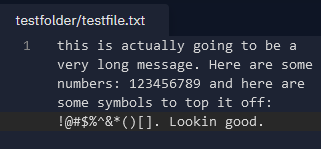 testfolder/testfile.txt
1 this is actually going to be a
very long message. Here are some
numbers: 123456789 and here are
some symbols to top it off:
!@#$%^&*()[]. Lookin good.